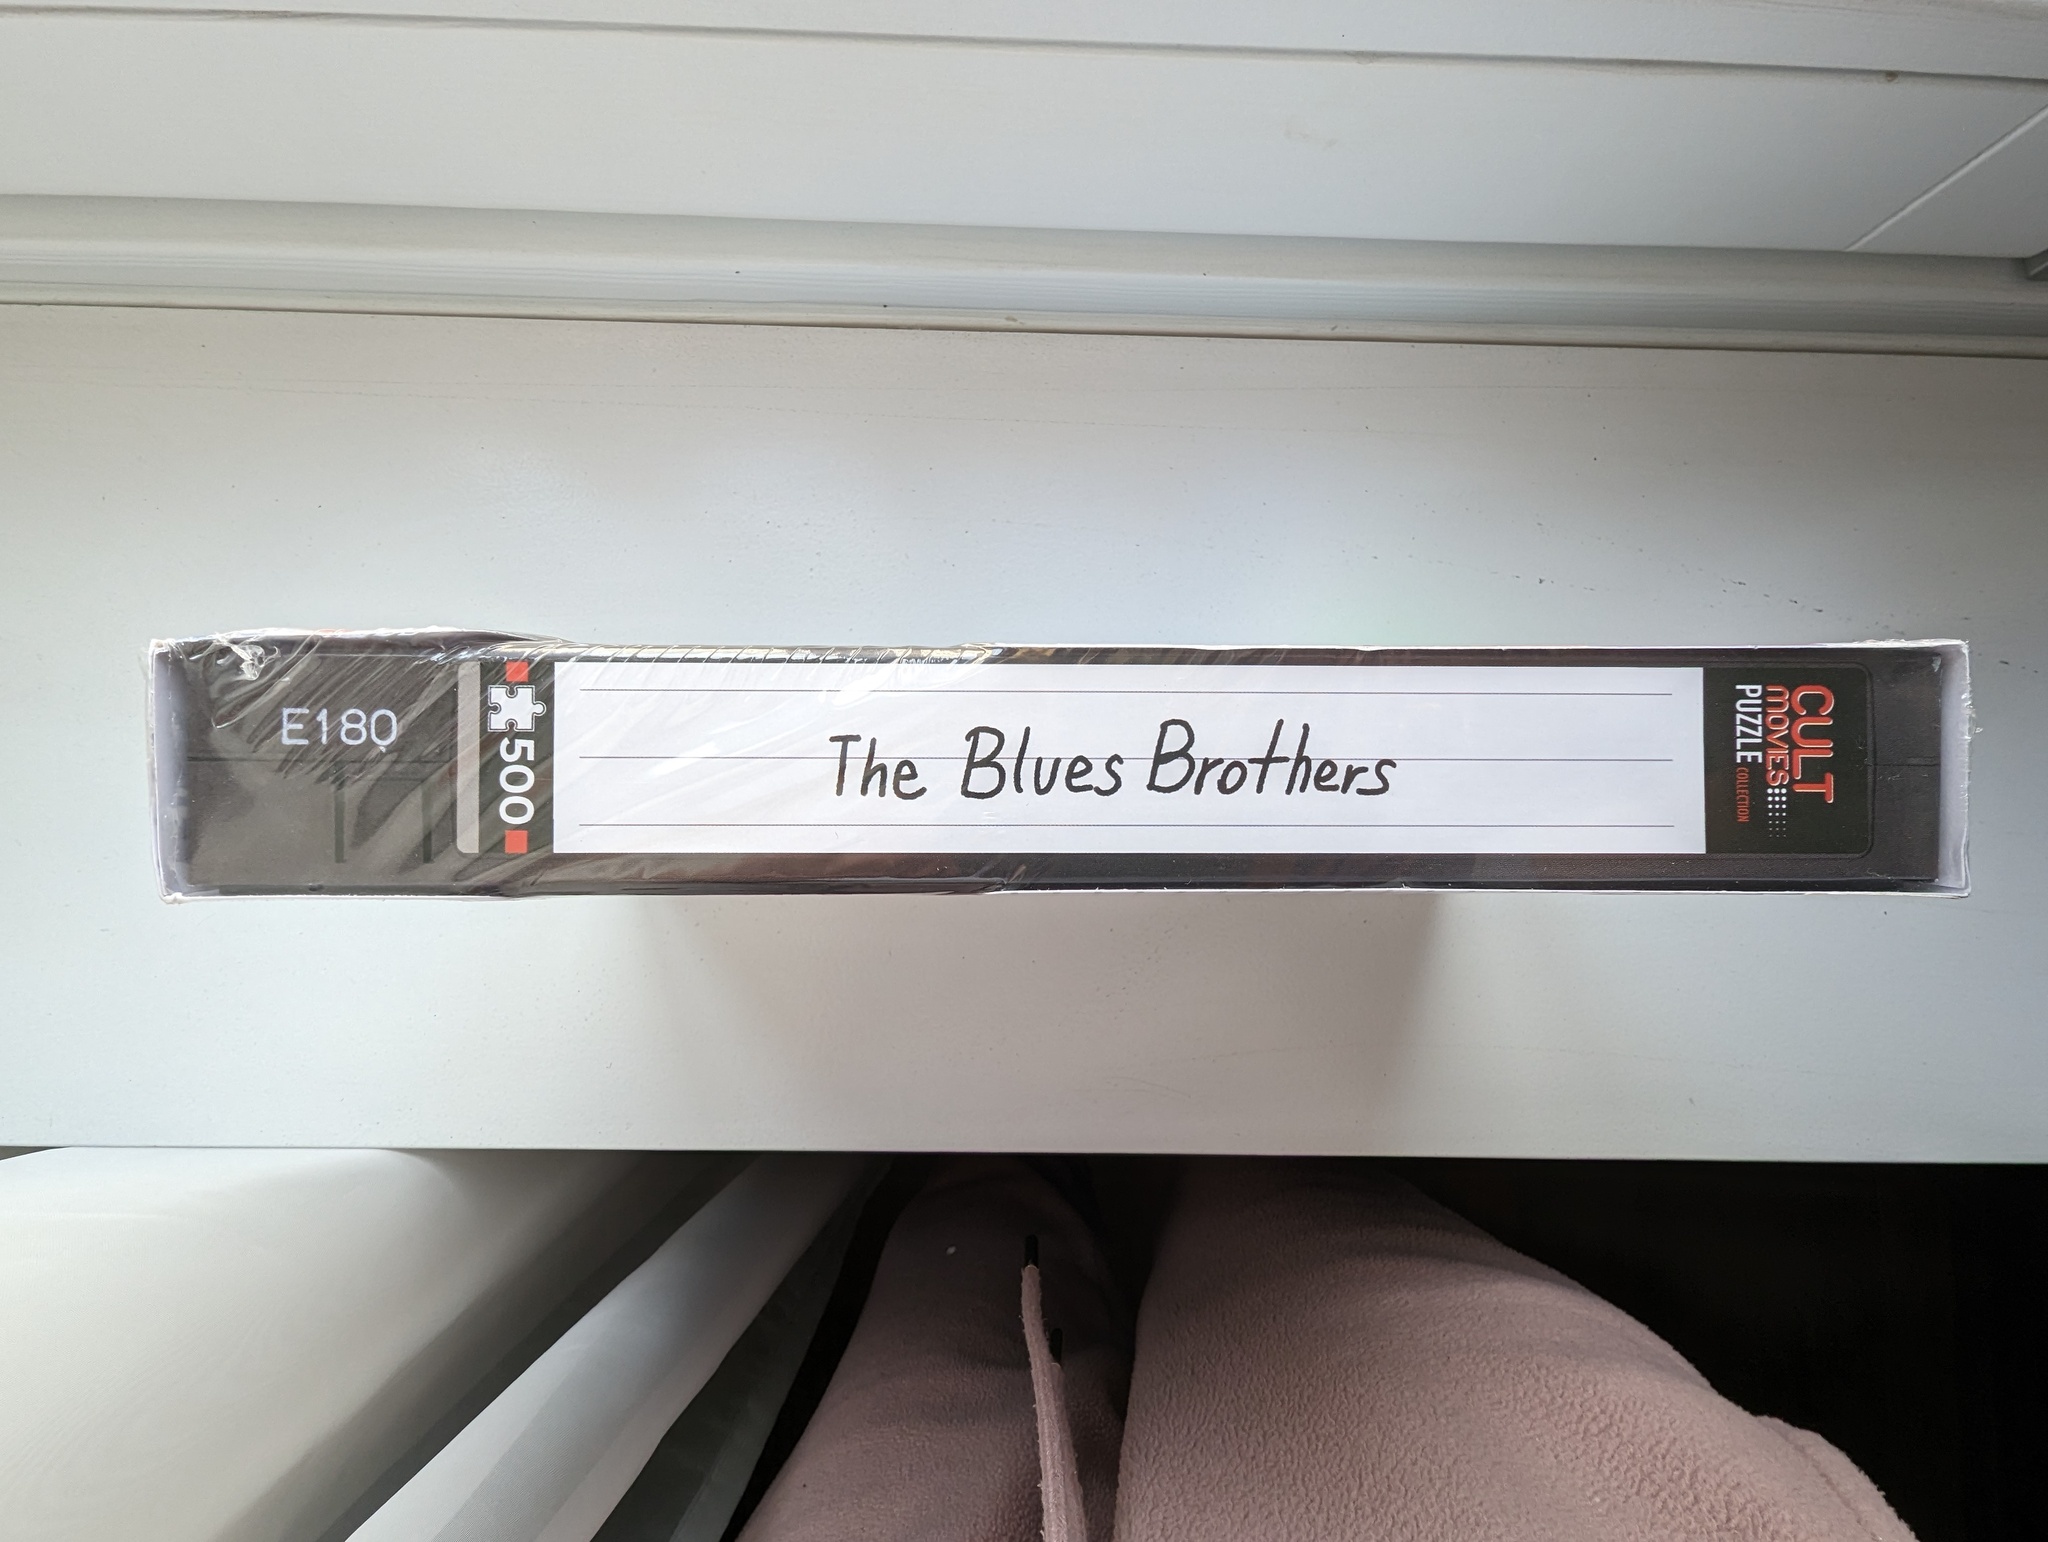 E180
500
The Blues Brothers
CULT
MOVIES
PUZZLE COLLECTION